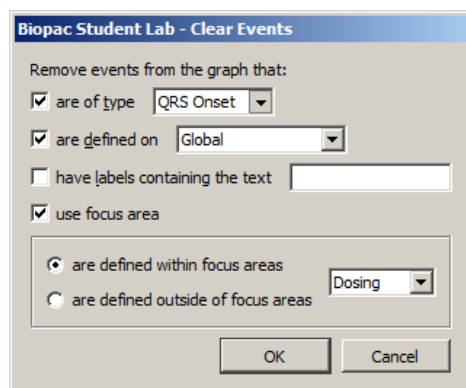 Biopac Student Lab - Clear Events
Remove events from the graph that:
are of type QRS Onset
are defined on Global
have labels containing the text
use focus area
are defined within focus areas
Dosing
are defined outside of focus areas
OK Cancel